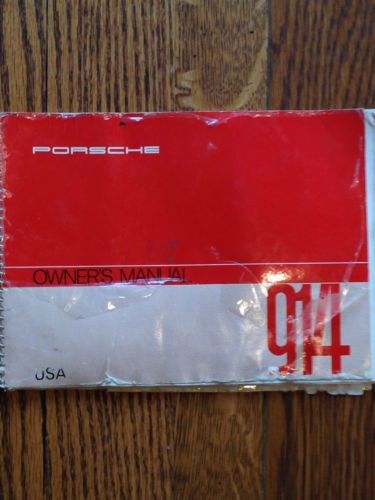 PORSCHE
OWNER'S MANUAL
914
USA